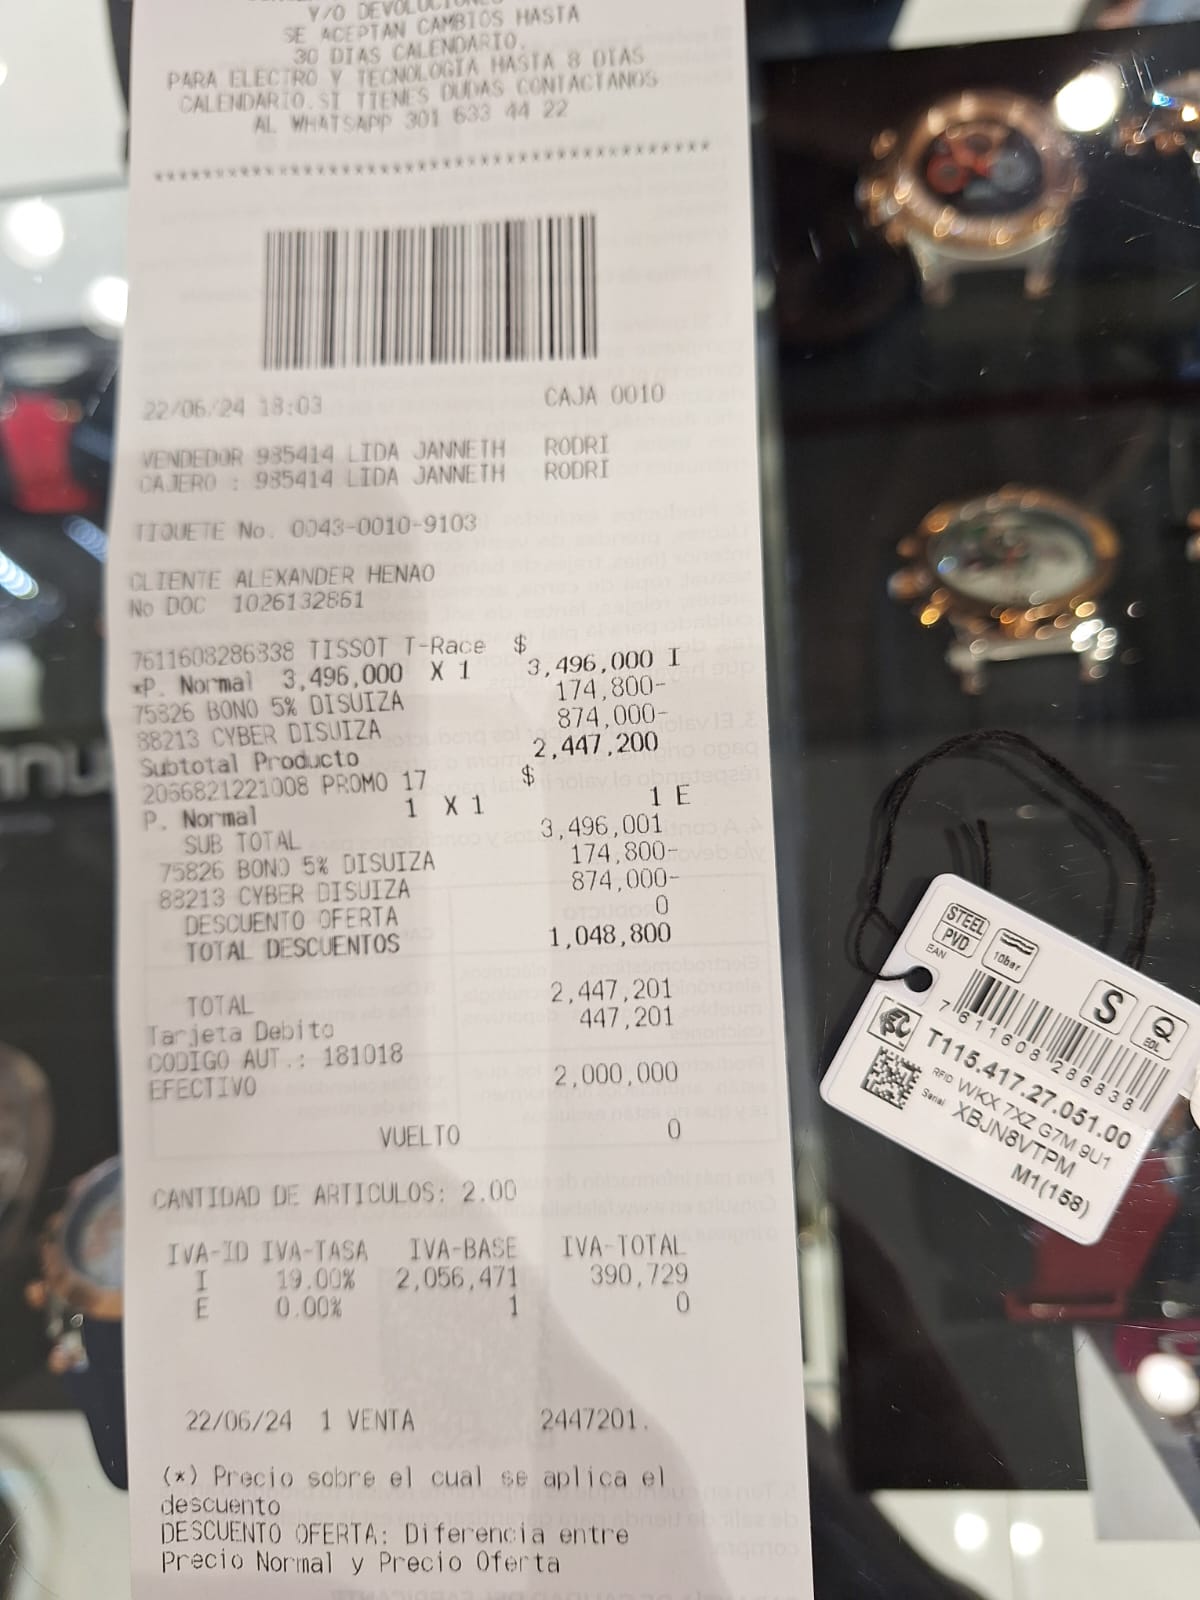 Y/O DEVOLUCIONES
SE ACEPTAN CAMBIOS HASTA
30 DIAS CALENDARIO.
PARA ELECTRO Y TECNOLOGIA HASTA 8 DIAS
CALENDARIO.SI TIENES DUDAS CONTACTANOS
AL WHATSAPP 301 633 44 22
******************************************
22/06/24 18:03 CAJA 0010
VENDEDOR 985414 LIDA JANNETH RODRI
CAJERO : 985414 LIDA JANNETH RODRI
TIQUETE No. 0043-0010-9103
CLIENTE ALEXANDER HENAO
No DOC 1026132861
7611608286838 TISSOT T-Race $
*P. Normal 3,496,000 X 1 3,496,000 I
75826 BONO 5% DISUIZA 174,800-
88213 CYBER DISUIZA 874,000-
Subtotal Producto 2,447,200
2066821221008 PROMO 17 $
P. Normal 1 X 1 1 E
SUB TOTAL 3,496,001
75826 BONO 5% DISUIZA 174,800-
88213 CYBER DISUIZA 874,000-
DESCUENTO OFERTA 0
TOTAL DESCUENTOS 1,048,800
TOTAL 2,447,201
Tarjeta Debito 447,201
CODIGO AUT.: 181018
EFECTIVO 2,000,000
VUELTO 0
CANTIDAD DE ARTICULOS: 2.00
IVA-ID IVA-TASA IVA-BASE IVA-TOTAL
I 19.00% 2,056,471 390,729
E 0.00% 1 0
22/06/24 1 VENTA 2447201.
(*) Precio sobre el cual se aplica el
descuento
DESCUENTO OFERTA: Diferencia entre
Precio Normal y Precio Oferta
STEEL
PVD
10bar
EAN
S
Q
EOL
7 611608 286838
T115.417.27.051.00
RFID WKX 7XZ G7M 9U1
Serial XBJN8VTPM
M1(158)